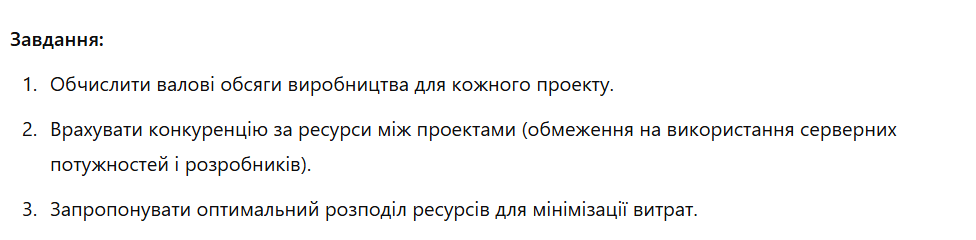 Завдання:
1. Обчислити валові обсяги виробництва для кожного проекту.
2. Врахувати конкуренцію за ресурси між проектами (обмеження на використання серверних
потужностей і розробників).
3. Запропонувати оптимальний розподіл ресурсів для мінімізації витрат.